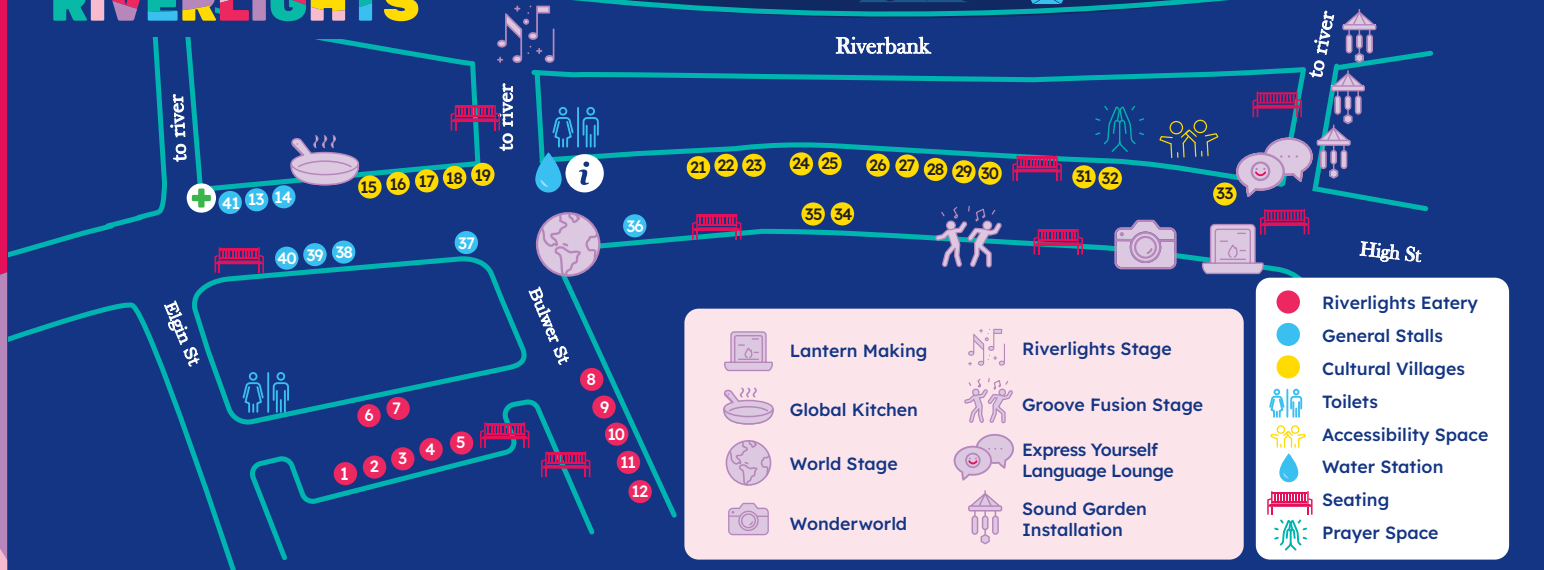 RIVERLIGHTS
Riverbank
to river
to river
to river
i
21 22 23 24 25 26 27 28 29 30 31 32
15 16 17 18 19
41 13 14
33
36
35 34
40 39 38
37
High St
Elgin St
Bulwer St
8
9
10
11
12
6 7
1 2 3 4 5
Lantern Making
Global Kitchen
World Stage
Wonderworld
Riverlights Stage
Groove Fusion Stage
Express Yourself
Language Lounge
Sound Garden
Installation
Riverlights Eatery
General Stalls
Cultural Villages
Toilets
Accessibility Space
Water Station
Seating
Prayer Space